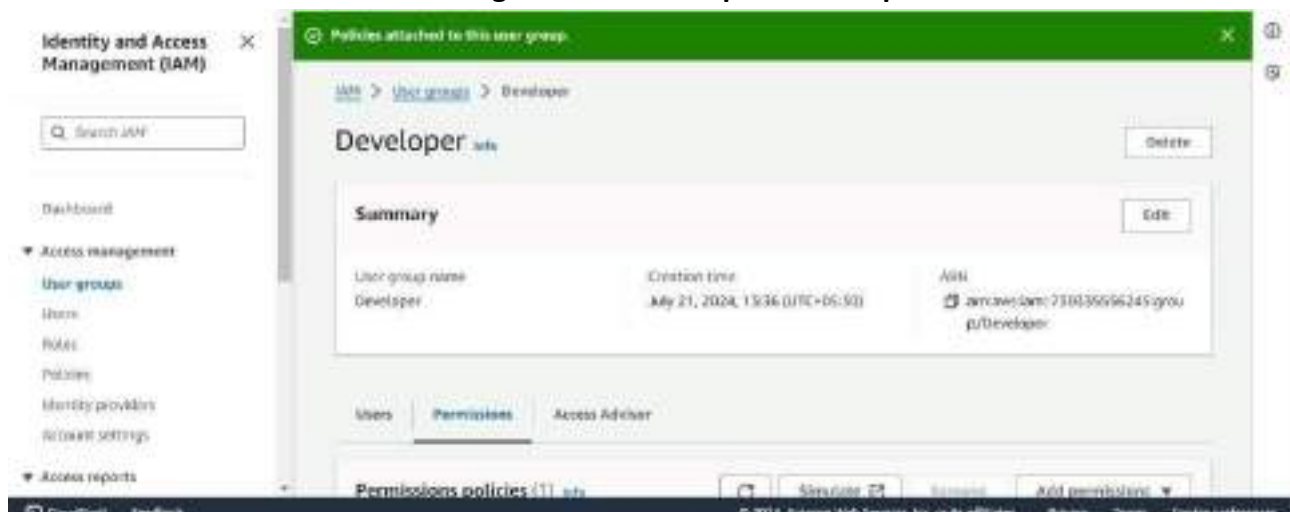 Identity and Access
Management (IAM)
Policies attached to this user group.
IAM > User groups > Developer
Search IAM
Developer Info
Delete
Dashboard
Summary
Edit
Access management
User groups
User group name
Creation time
ARN
Developer
July 21, 2024, 13:36 (UTC+05:30)
p/Developer
Users
Roles
Policies
Identity providers
Account settings
Users
Permissions
Access Advisor
Access reports
Permissions policies (1) Info
Simulate
Remove
Add permissions